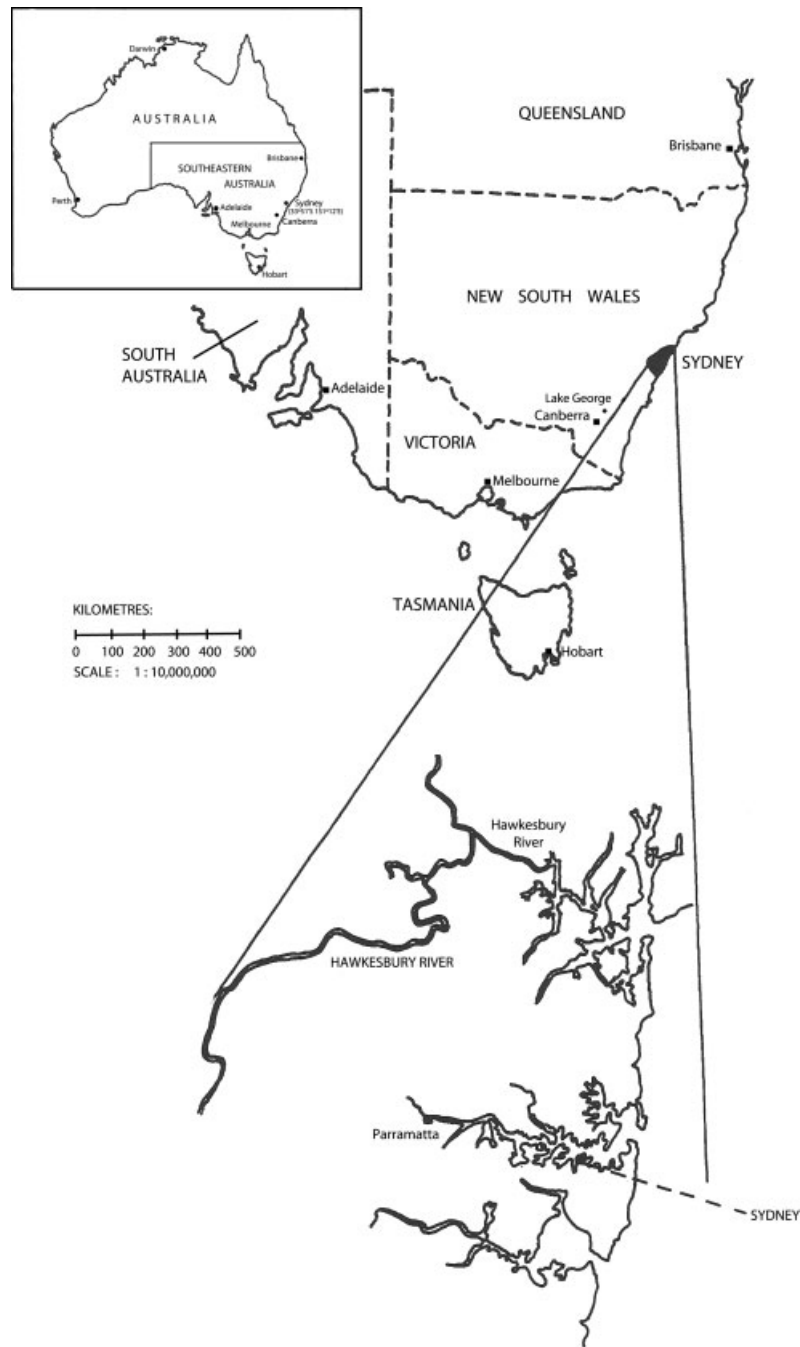 Darwin
AUSTRALIA
SOUTHEASTERN
AUSTRALIA
Brisbane
Perth
Adelaide
Sydney
Canberra
Melbourne
Hobart
QUEENSLAND
Brisbane
NEW SOUTH WALES
SOUTH
AUSTRALIA
SYDNEY
Adelaide
Lake George
Canberra
VICTORIA
Melbourne
TASMANIA
Hobart
KILOMETRES:
0 100 200 300 400 500
SCALE : 1 : 10,000,000
Hawkesbury
River
HAWKESBURY RIVER
Parramatta
SYDNEY